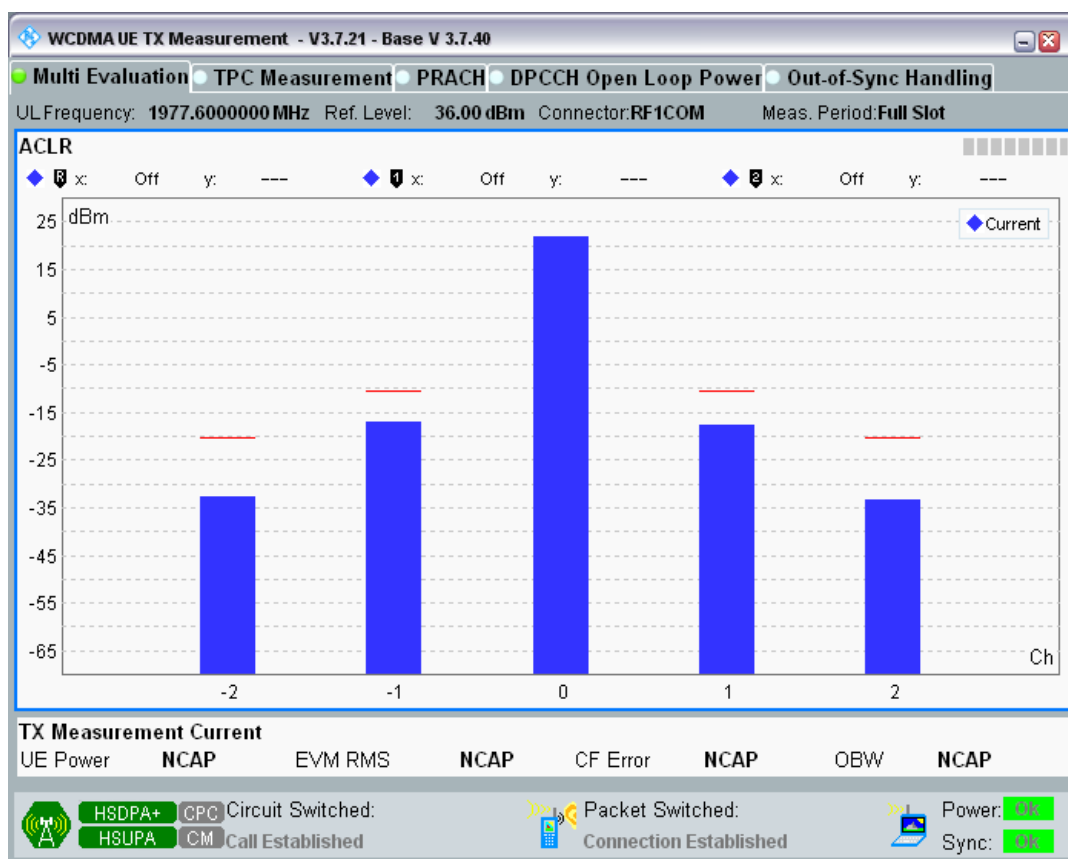 WCDMA UE TX Measurement - V3.7.21 - Base V 3.7.40
Multi Evaluation TPC Measurement PRACH DPCCH Open Loop Power Out-of-Sync Handling
UL Frequency: 1977.6000000 MHz Ref. Level: 36.00 dBm Connector:RF1COM Meas. Period:Full Slot
ACLR
R x: Off y: --- 1 x: Off y: --- 2 x: Off y: ---
dBm
Current
25
15
5
-5
-15
-25
-35
-45
-55
-65
Ch
-2 -1 0 1 2
TX Measurement Current
UE Power NCAP EVM RMS NCAP CF Error NCAP OBW NCAP
HSDPA+ CPC Circuit Switched: Packet Switched: Power: OK
HSUPA CM Call Established Connection Established Sync: OK